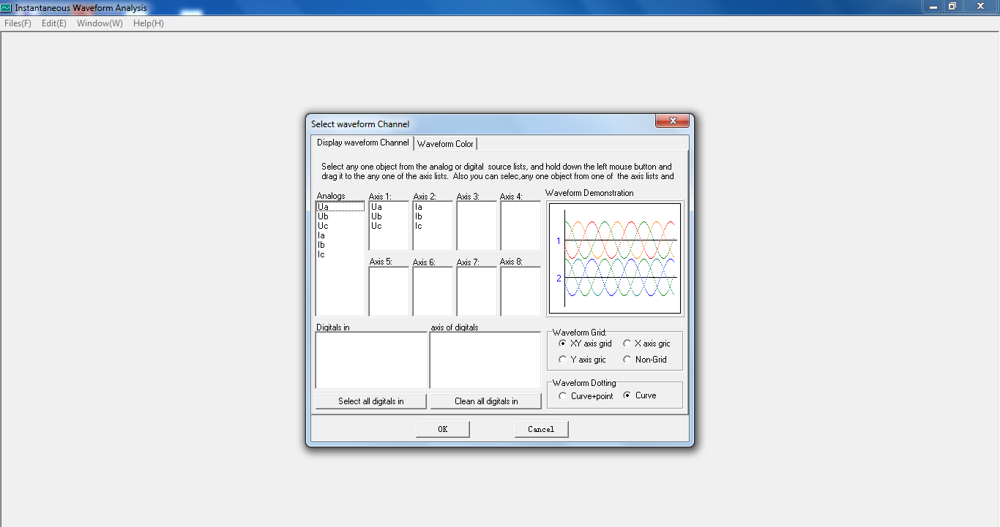 Instantaneous Waveform Analysis
Files(F) Edit(E) Window(W) Help(H)
Select waveform Channel
Display waveform Channel Waveform Color
Select any one object from the analog or digital source lists, and hold down the left mouse button and
drag it to the any one of the axis lists. Also you can selec,any one object from one of the axis lists and
Analogs Axis 1: Axis 2: Axis 3: Axis 4: Waveform Demonstration
Ua Ua Ia
Ub Ub Ib
Uc Uc Ic
Ia
Ib
Ic
1
Axis 5: Axis 6: Axis 7: Axis 8:
2
Digitals in axis of digitals
Waveform Grid:
XY axis grid X axis gric
Y axis gric Non-Grid
Waveform Dotting
Curve+point Curve
Select all digitals in Clean all digitals in
OK Cancel